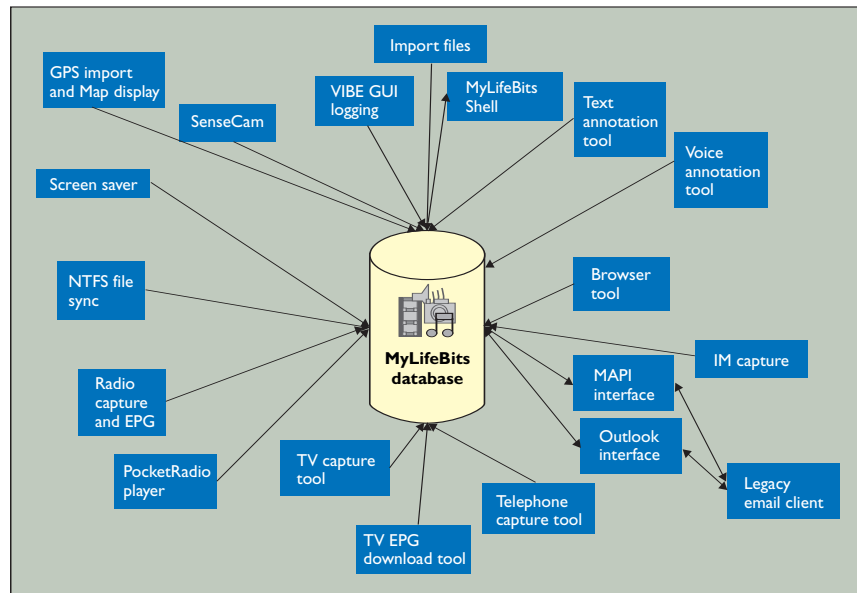 Import files
GPS import
and Map display
VIBE GUI
logging
MyLifeBits
Shell
Text
annotation
tool
SenseCam
Voice
annotation
tool
Screen saver
NTFS file
sync
Browser
tool
MyLifeBits
database
IM capture
MAPI
interface
Radio
capture
and EPG
Outlook
interface
PocketRadio
player
TV capture
tool
Telephone
capture tool
Legacy
email client
TV EPG
download tool